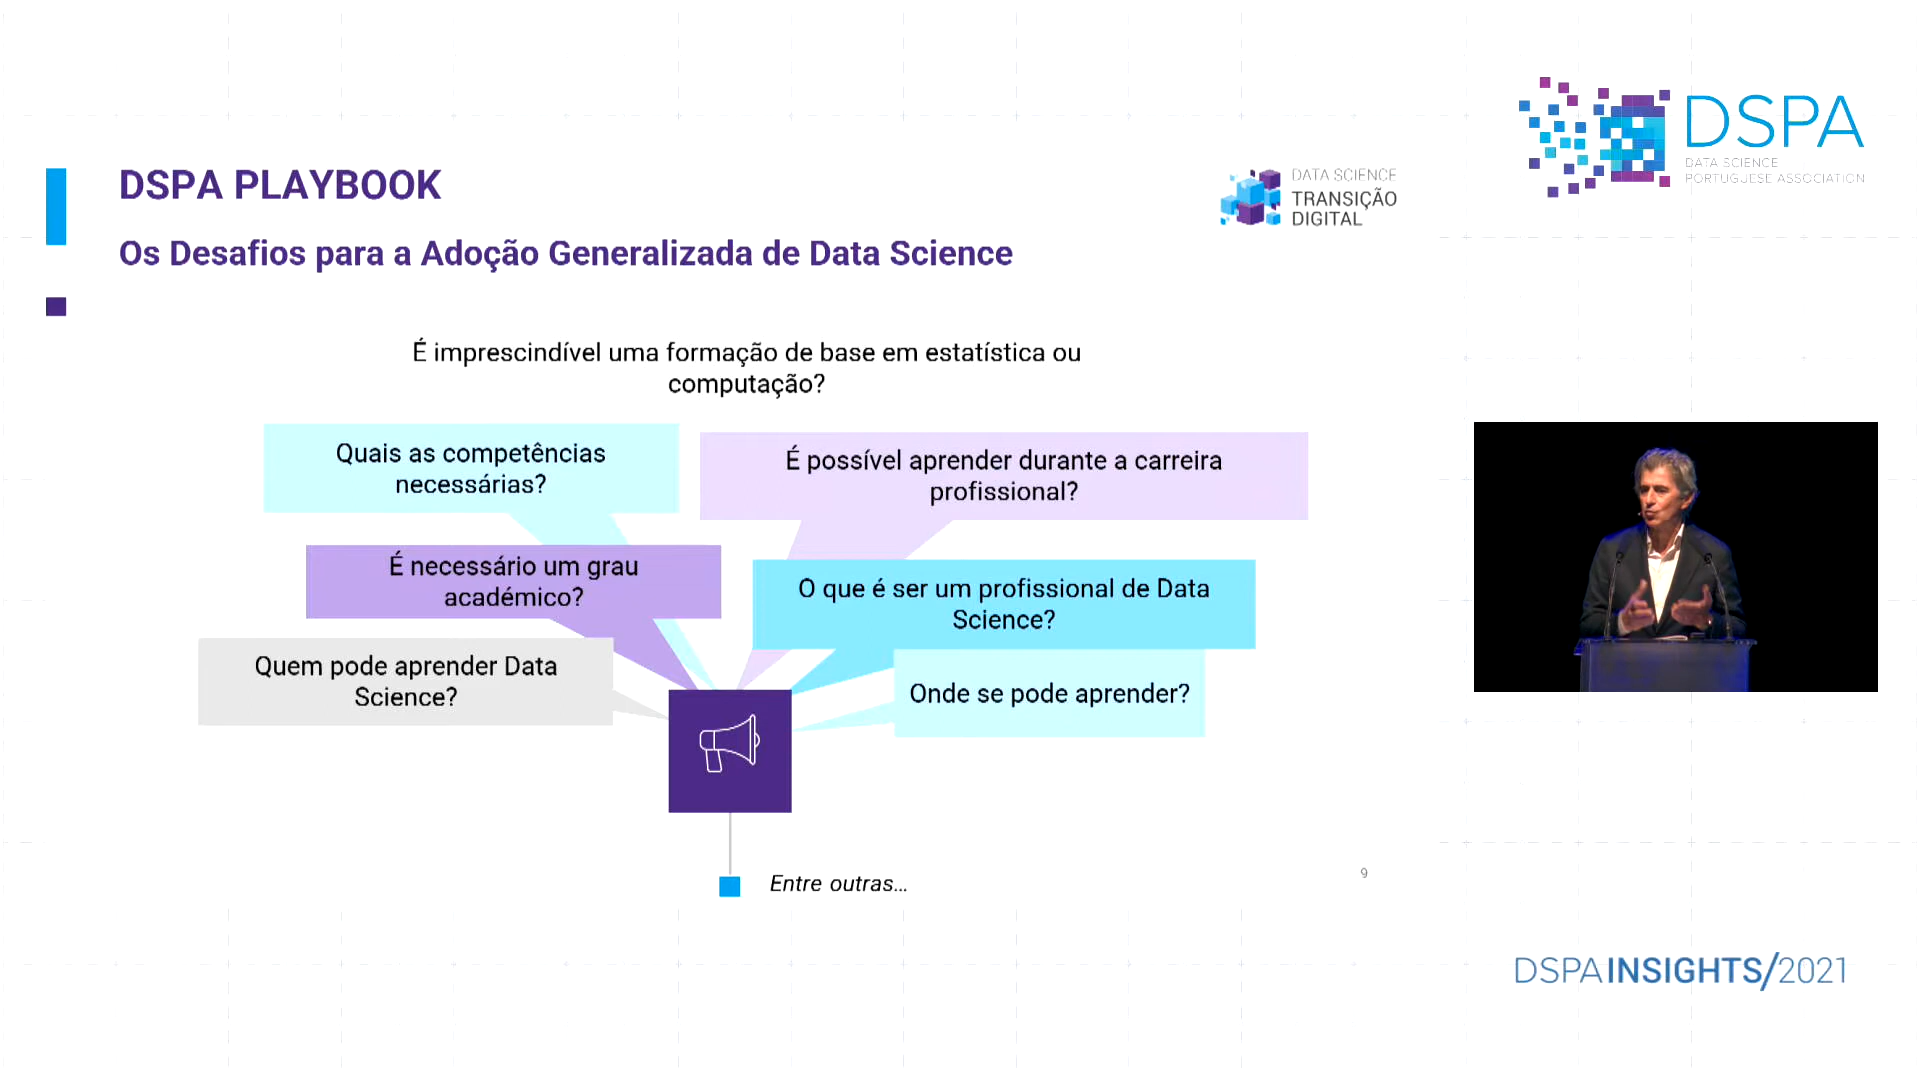 DSPA PLAYBOOK
Os Desafios para a Adoção Generalizada de Data Science
DATA SCIENCE
TRANSIÇÃO
DIGITAL
DSPA
DATA SCIENCE
PORTUGUESE ASSOCIATION
É imprescindível uma formação de base em estatística ou
computação?
Quais as competências
necessárias?
É possível aprender durante a carreira
profissional?
É necessário um grau
académico?
O que é ser um profissional de Data
Science?
Quem pode aprender Data
Science?
Onde se pode aprender?
Entre outras...
9
DSPAINSIGHTS/2021